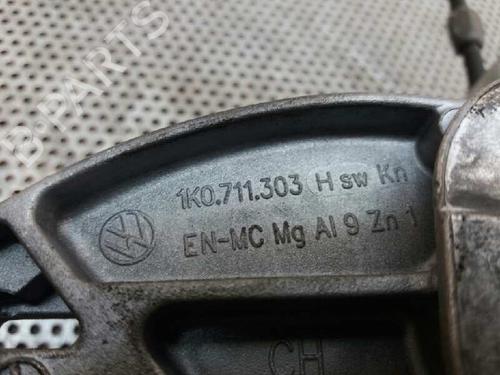 B-PARTS
1K0.711.303 H sw Kn
EN-MC Mg Al 9 Zn 1
CH